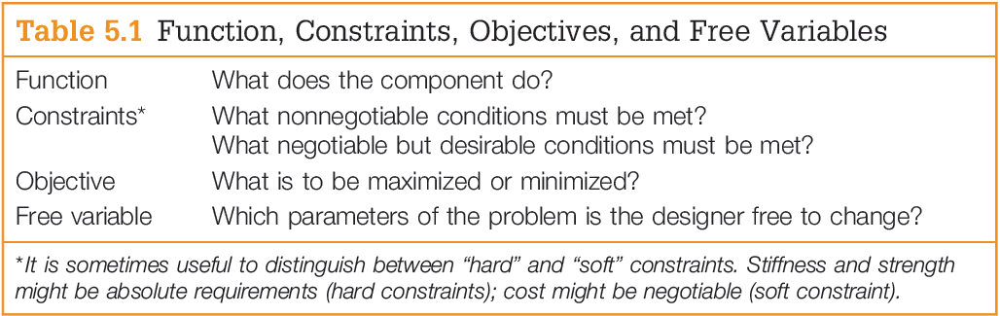 Table 5.1 Function, Constraints, Objectives, and Free Variables
Function What does the component do?
Constraints* What nonnegotiable conditions must be met?
What negotiable but desirable conditions must be met?
Objective What is to be maximized or minimized?
Free variable Which parameters of the problem is the designer free to change?
*It is sometimes useful to distinguish between “hard” and “soft” constraints. Stiffness and strength
might be absolute requirements (hard constraints); cost might be negotiable (soft constraint).